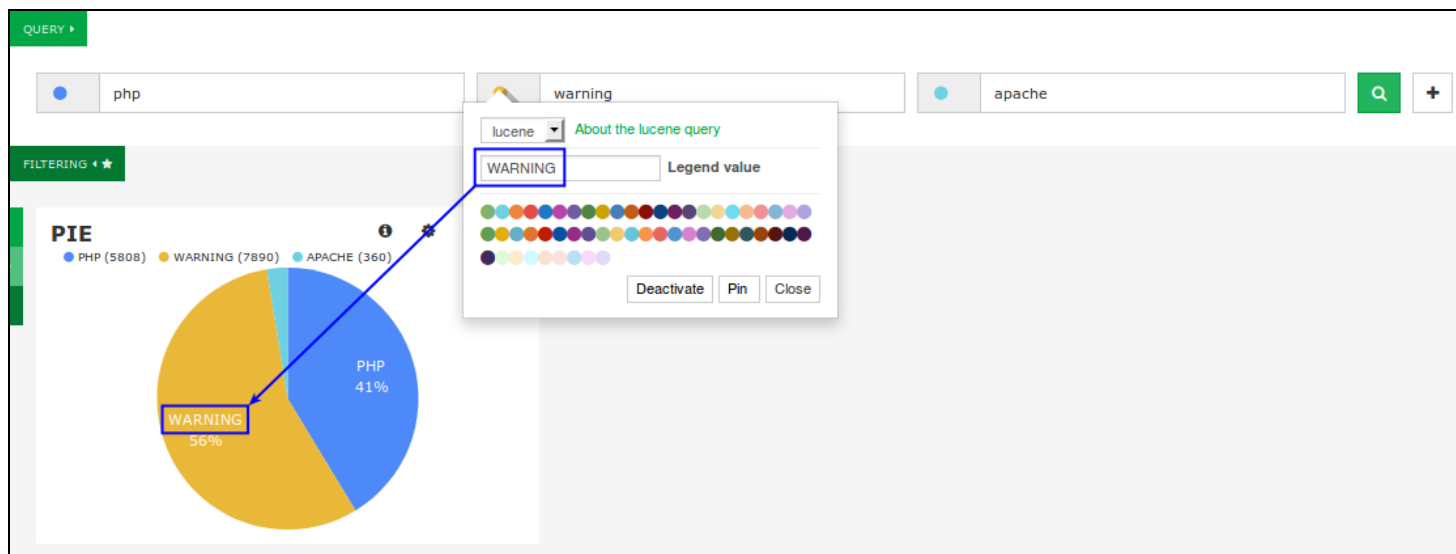 QUERY
php
warning
apache
+
lucene
About the lucene query
FILTERING
WARNING
Legend value
PIE
PHP (5808) WARNING (7890) APACHE (360)
Deactivate Pin Close
PHP
41%
WARNING
56%